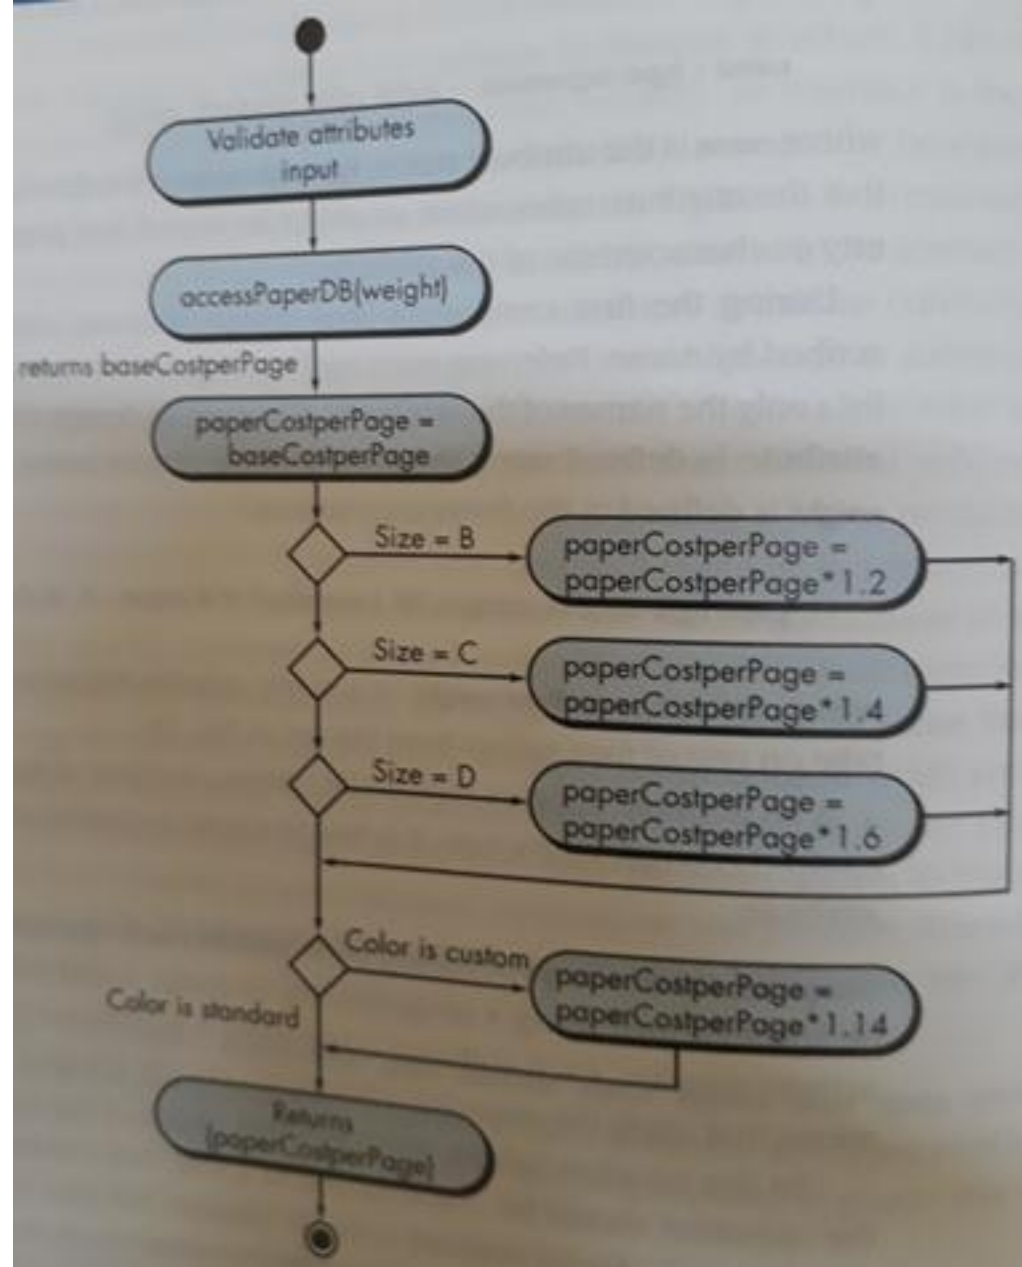 Validate attributes
input
accessPaperDB(weight)
returns baseCostperPage
paperCostperPage =
baseCostperPage
Size = B
paperCostperPage =
paperCostperPage*1.2
Size = C
paperCostperPage =
paperCostperPage*1.4
Size = D
paperCostperPage =
paperCostperPage*1.6
Color is custom
paperCostperPage =
paperCostperPage*1.14
Color is standard
Returns
(paperCostperPage)